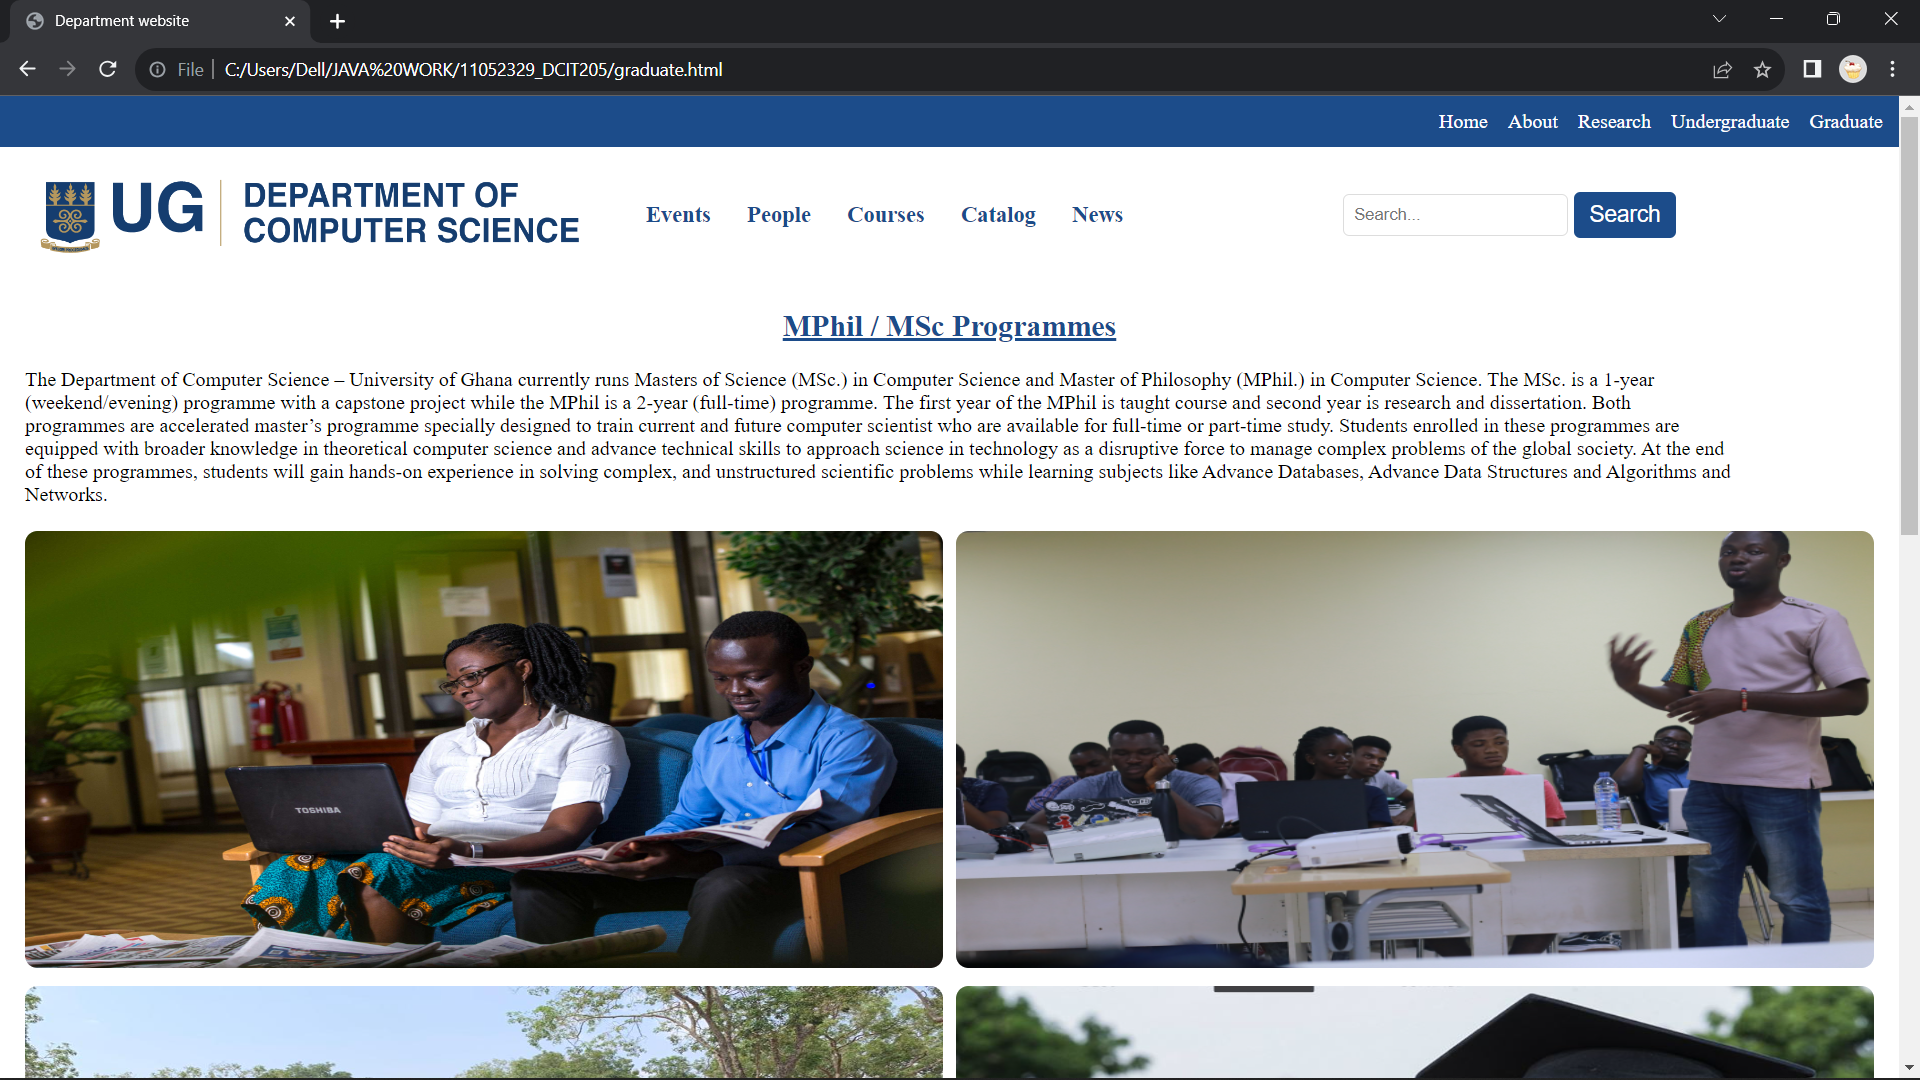 Department website
File
C:/Users/Dell/JAVA%20WORK/11052329_DCIT205/graduate.html
Home About Research Undergraduate Graduate
UG DEPARTMENT OF
COMPUTER SCIENCE
Events People Courses Catalog News
Search...
Search
MPhil / MSc Programmes
The Department of Computer Science – University of Ghana currently runs Masters of Science (MSc.) in Computer Science and Master of Philosophy (MPhil.) in Computer Science. The MSc. is a 1-year
(weekend/evening) programme with a capstone project while the MPhil is a 2-year (full-time) programme. The first year of the MPhil is taught course and second year is research and dissertation. Both
programmes are accelerated master’s programme specially designed to train current and future computer scientist who are available for full-time or part-time study. Students enrolled in these programmes are
equipped with broader knowledge in theoretical computer science and advance technical skills to approach science in technology as a disruptive force to manage complex problems of the global society. At the end
of these programmes, students will gain hands-on experience in solving complex, and unstructured scientific problems while learning subjects like Advance Databases, Advance Data Structures and Algorithms and
Networks.
TOSHIBA